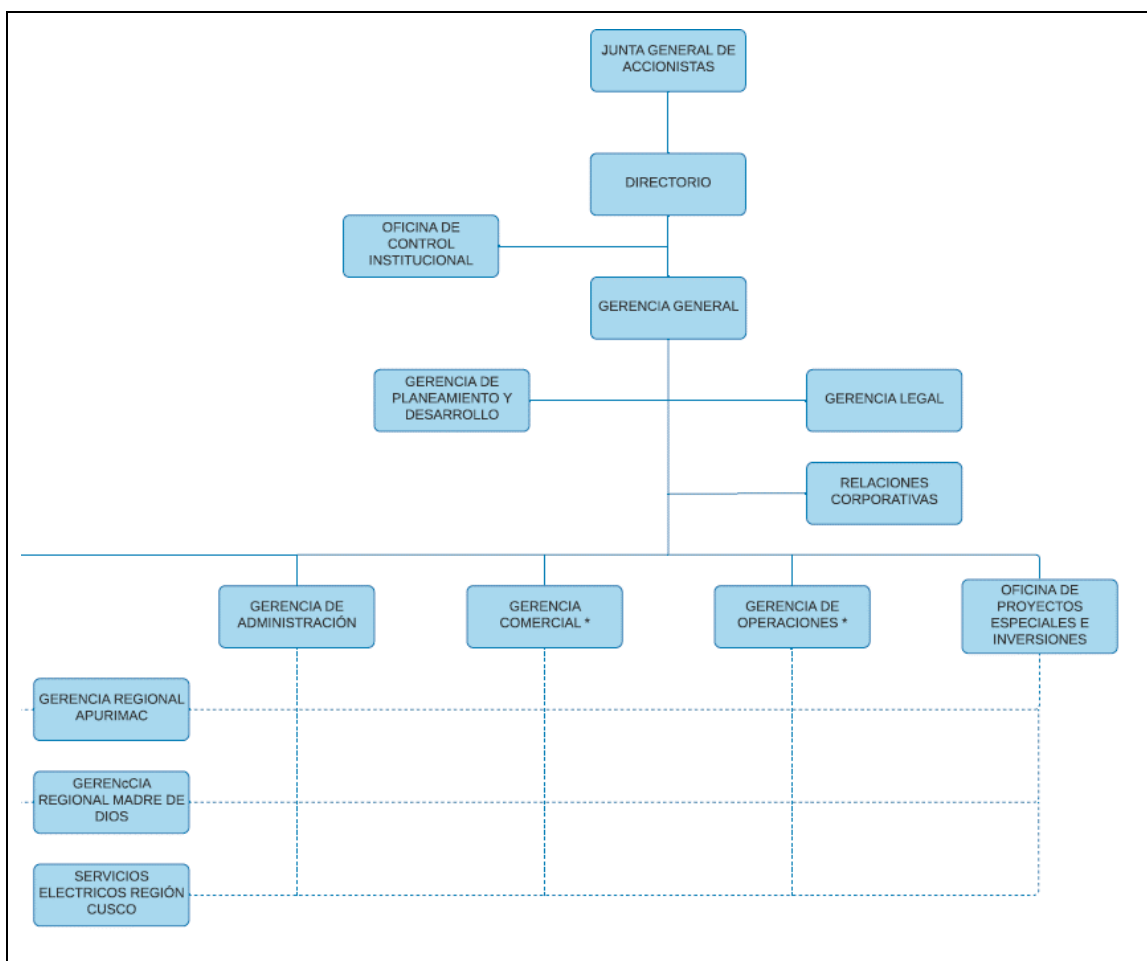 JUNTA GENERAL DE
ACCIONISTAS
DIRECTORIO
OFICINA DE
CONTROL
INSTITUCIONAL
GERENCIA GENERAL
GERENCIA DE
PLANEAMIENTO Y
DESARROLLO
GERENCIA LEGAL
RELACIONES
CORPORATIVAS
GERENCIA DE
ADMINISTRACIÓN
GERENCIA
COMERCIAL *
GERENCIA DE
OPERACIONES *
OFICINA DE
PROYECTOS
ESPECIALES E
INVERSIONES
GERENCIA REGIONAL
APURIMAC
GERENcCIA
REGIONAL MADRE DE
DIOS
SERVICIOS
ELECTRICOS REGIÓN
CUSCO